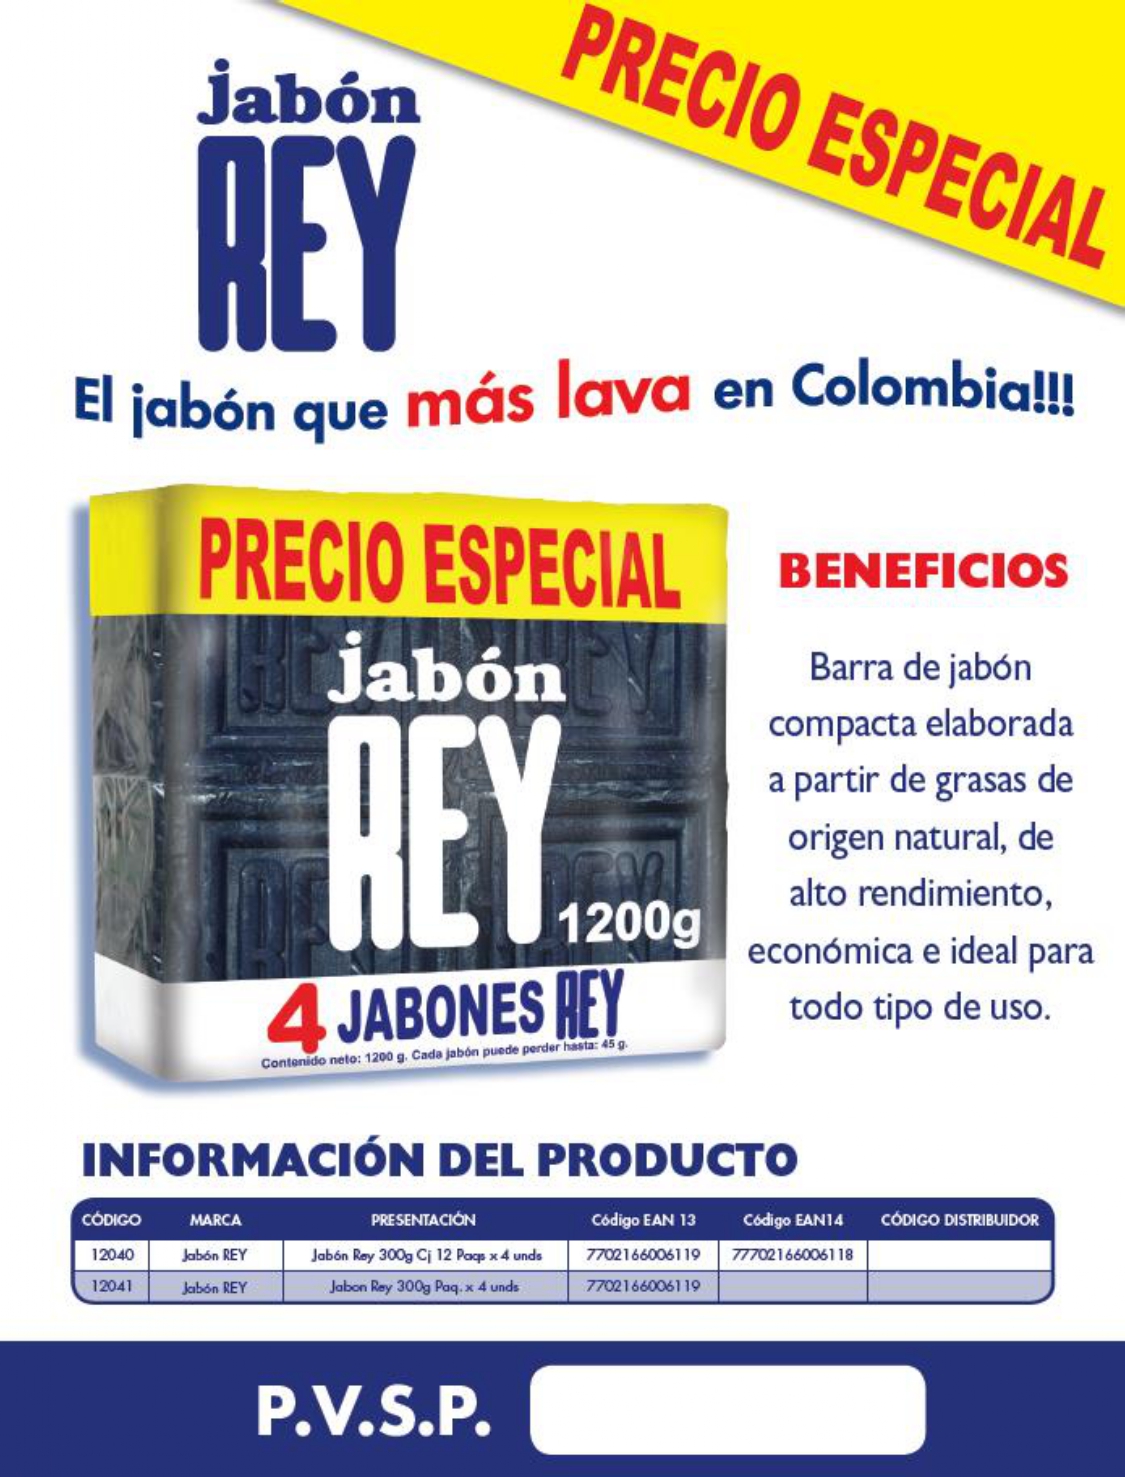 PRECIO ESPECIAL
jabón
REY
El jabón que más lava en Colombia!!!
PRECIO ESPECIAL
jabón
REY
1200g
4 JABONES REY
Contenido neto: 1200 g. Cada jabón puede perder hasta: 45 g.
BENEFICIOS
Barra de jabón
compacta elaborada
a partir de grasas de
origen natural, de
alto rendimiento,
económica e ideal para
todo tipo de uso.
INFORMACIÓN DEL PRODUCTO
CÓDIGO MARCA PRESENTACIÓN Código EAN 13 Código EAN14 CÓDIGO DISTRIBUIDOR
12040 Jabón REY Jabón Rey 300g Cj 12 Paqs x 4 unds 7702166006119 77702166006118
12041 Jabón REY Jabon Rey 300g Paq. x 4 unds 7702166006119
P.V.S.P.